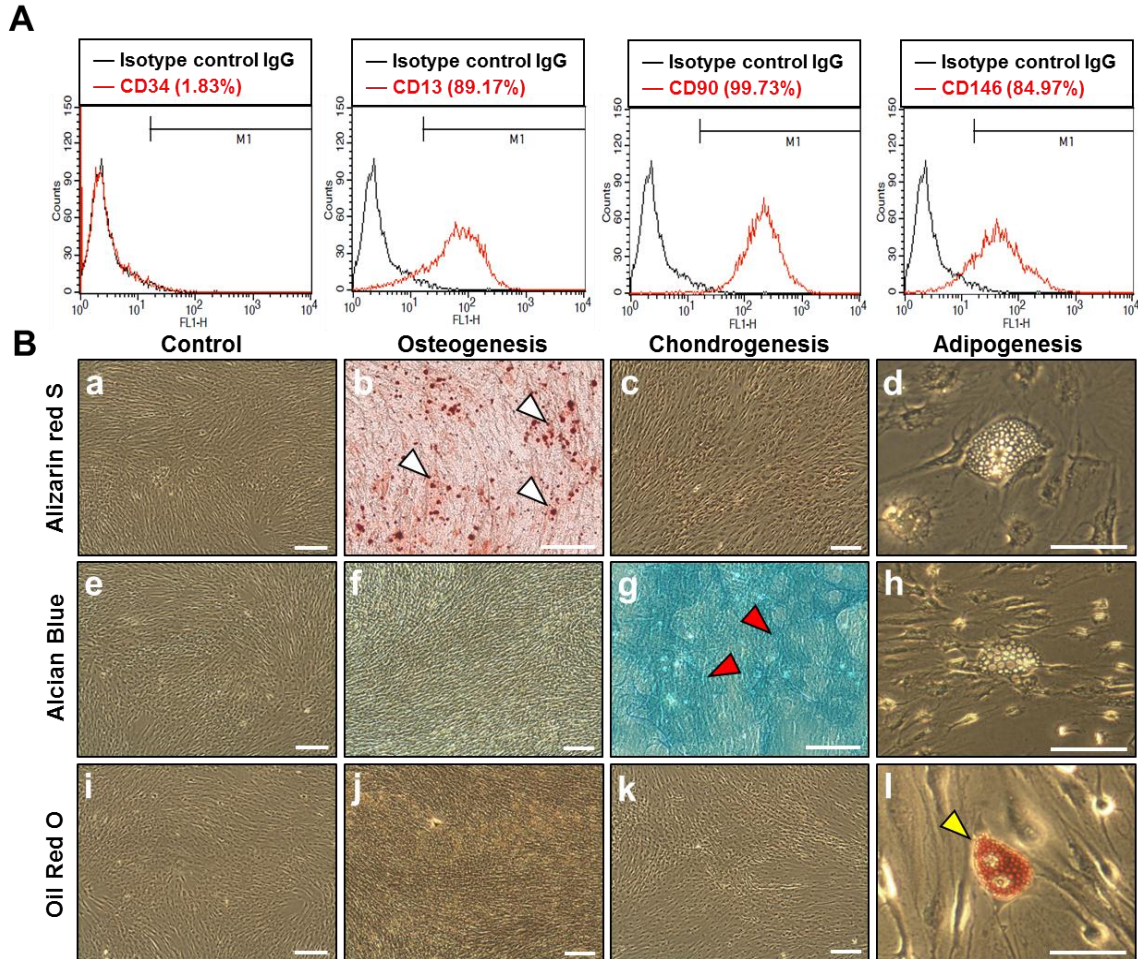 A
Isotype control IgG
CD34 (1.83%)
Isotype control IgG
CD13 (89.17%)
Isotype control IgG
CD90 (99.73%)
Isotype control IgG
CD146 (84.97%)
150
120
90
60
30
0
Counts
M1
10⁰ 10¹ 10² 10³ 10⁴
FL1-H
150
120
90
60
30
0
Counts
M1
10⁰ 10¹ 10² 10³ 10⁴
FL1-H
150
120
90
60
30
0
Counts
M1
10⁰ 10¹ 10² 10³ 10⁴
FL1-H
150
120
90
60
30
0
Counts
M1
10⁰ 10¹ 10² 10³ 10⁴
FL1-H
B
Control Osteogenesis Chondrogenesis Adipogenesis
Alizarin red S
a b c d
Alcian Blue
e f g h
Oil Red O
i j k l